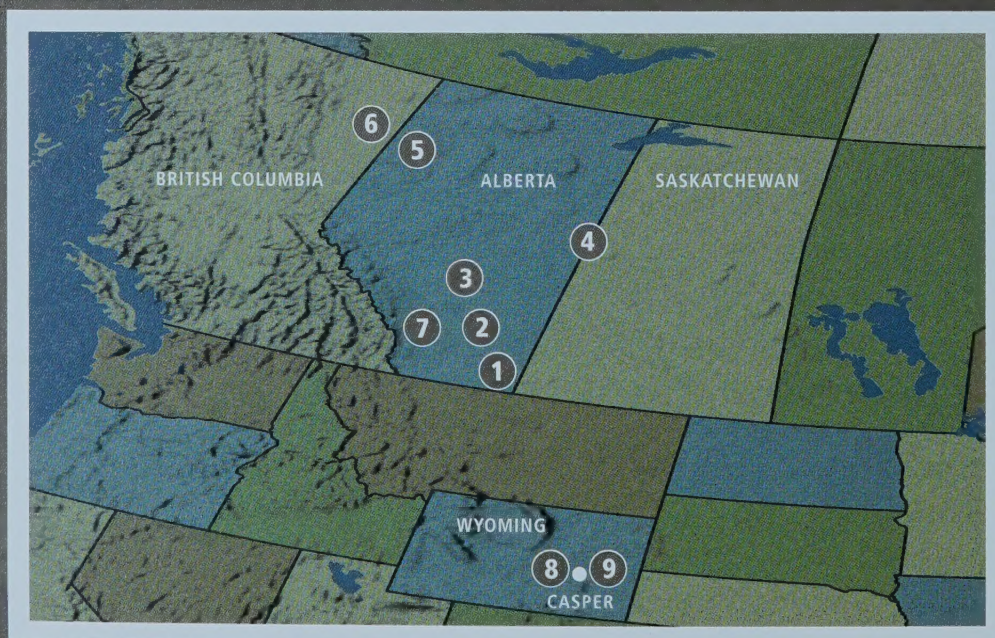 6
5
BRITISH COLUMBIA
ALBERTA
SASKATCHEWAN
4
3
7
2
1
WYOMING
8
9
CASPER